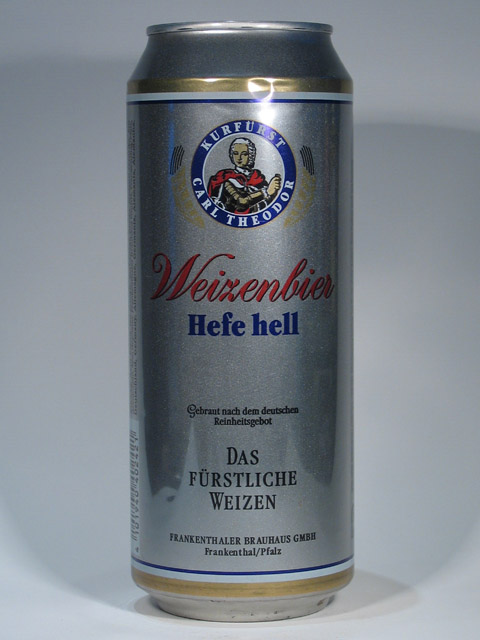 KURFÜRST
CARL THEODOR
Weizenbier
Hefe hell
Gebraut nach dem deutschen
Reinheitsgebot
DAS
FÜRSTLICHE
WEIZEN
FRANKENTHALER BRAUHAUS GMBH
Frankenthal/Pfalz